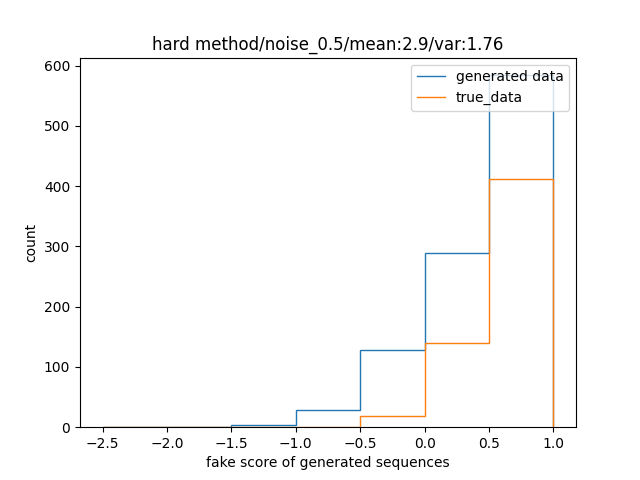 hard method/noise_0.5/mean:2.9/var:1.76
600
500
400
300
200
100
0
count
generated data
true_data
−2.5 −2.0 −1.5 −1.0 −0.5 0.0 0.5 1.0
fake score of generated sequences